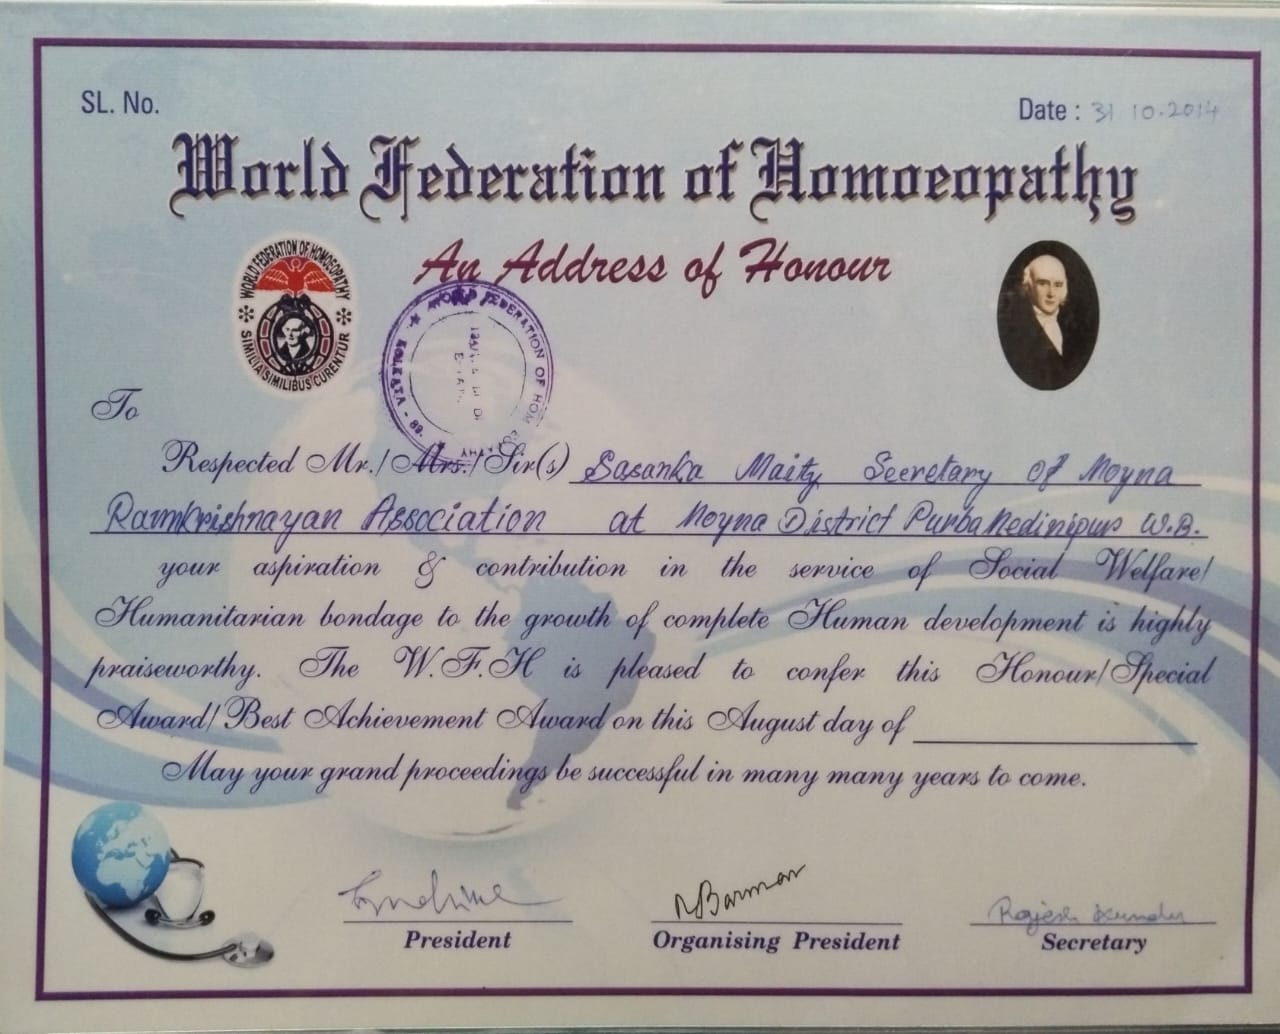 SL. No.
Date : 31 10.2014
World Federation of Homoeopathy
An Address of Honour
WORLD FEDERATION OF HOMOEOPATHY
SIMILIA SIMILIBUS CURENTUR
WORLD FEDERATION OF HOM
To
Respected Mr./Mrs./Sir(s) Sasanka Maity Secretary of Moyna
Ramkrishnayan Association at Moyna District Purba Medinipur W.B.
your aspiration & contribution in the service of Social Welfare/
Humanitarian bondage to the growth of complete Human development is highly
praiseworthy. The W.F.H is pleased to confer this Honour/Special
Award/Best Achievement Award on this August day of
May your grand proceedings be successful in many many years to come.
Barman
Rajesh Kundu
President
Organising President
Secretary